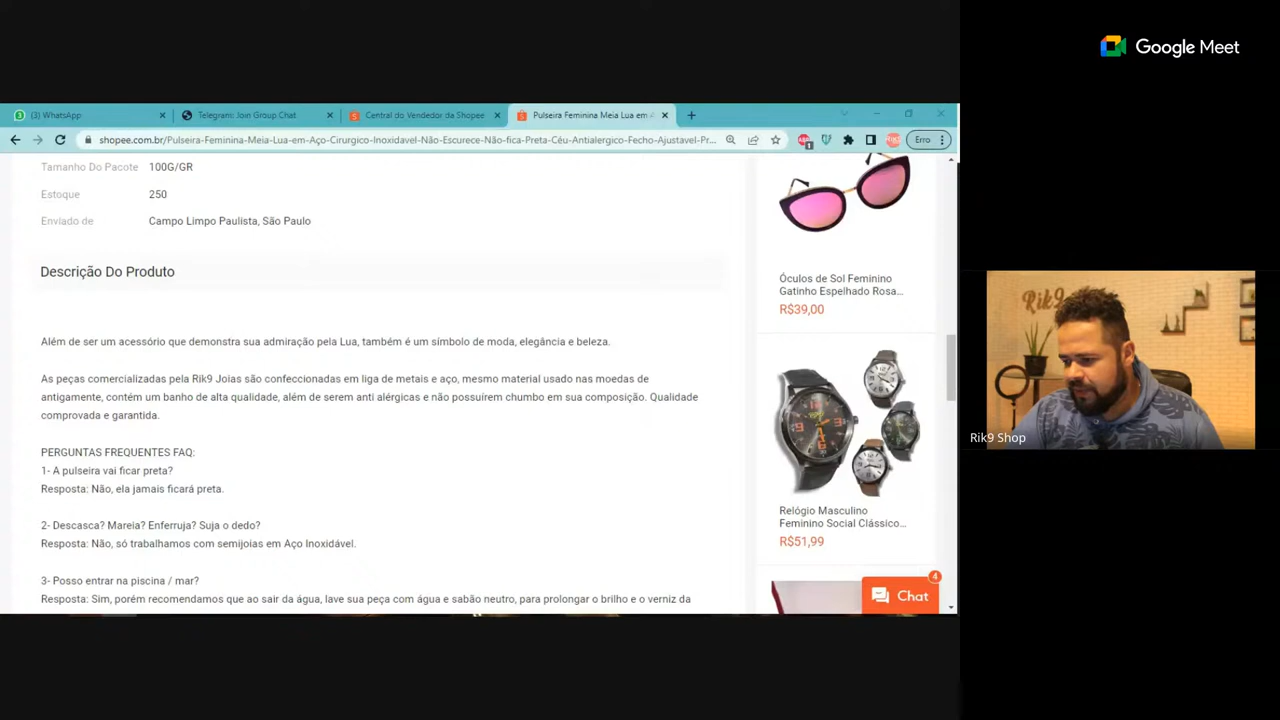 Google Meet
(3) WhatsApp
Telegram: Join Group Chat
Central do Vendedor da Shopee
Pulseira Feminina Meia Lua em A
shopee.com.br/Pulseira-Feminina-Meia-Lua-em-Aço-Cirurgico-Inoxidavel-Não-Escurece-Não-fica-Preta-Céu-Antialergico-Fecho-Ajustavel-Pr...
Erro
Tamanho Do Pacote 100G/GR
Estoque 250
Enviado de Campo Limpo Paulista, São Paulo
Descrição Do Produto
Além de ser um acessório que demonstra sua admiração pela Lua, também é um símbolo de moda, elegância e beleza.
As peças comercializadas pela Rik9 Joias são confeccionadas em liga de metais e aço, mesmo material usado nas moedas de
antigamente, contém um banho de alta qualidade, além de serem anti alérgicas e não possuírem chumbo em sua composição. Qualidade
comprovada e garantida.
PERGUNTAS FREQUENTES FAQ:
1- A pulseira vai ficar preta?
Resposta: Não, ela jamais ficará preta.
2- Descasca? Mareia? Enferruja? Suja o dedo?
Resposta: Não, só trabalhamos com semijoias em Aço Inoxidável.
3- Posso entrar na piscina / mar?
Resposta: Sim, porém recomendamos que ao sair da água, lave sua peça com água e sabão neutro, para prolongar o brilho e o verniz da
Óculos de Sol Feminino
Gatinho Espelhado Rosa...
R$39,00
Relógio Masculino
Feminino Social Clássico...
R$51,99
4
Chat
Rik9
Rik9 Shop